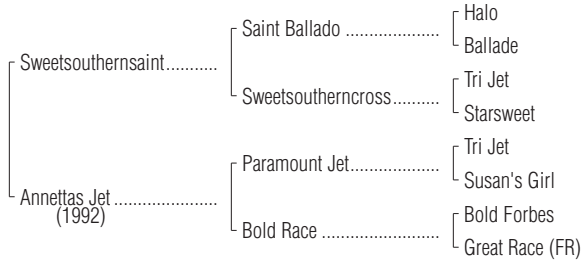 Halo
Saint Ballado ....................
Ballade
Sweetsouthernsaint...........
Tri Jet
Sweetsoutherncross..........
Starsweet
Tri Jet
Paramount Jet...................
Susan's Girl
Annettas Jet ......................
(1992)
Bold Forbes
Bold Race .........................
Great Race (FR)